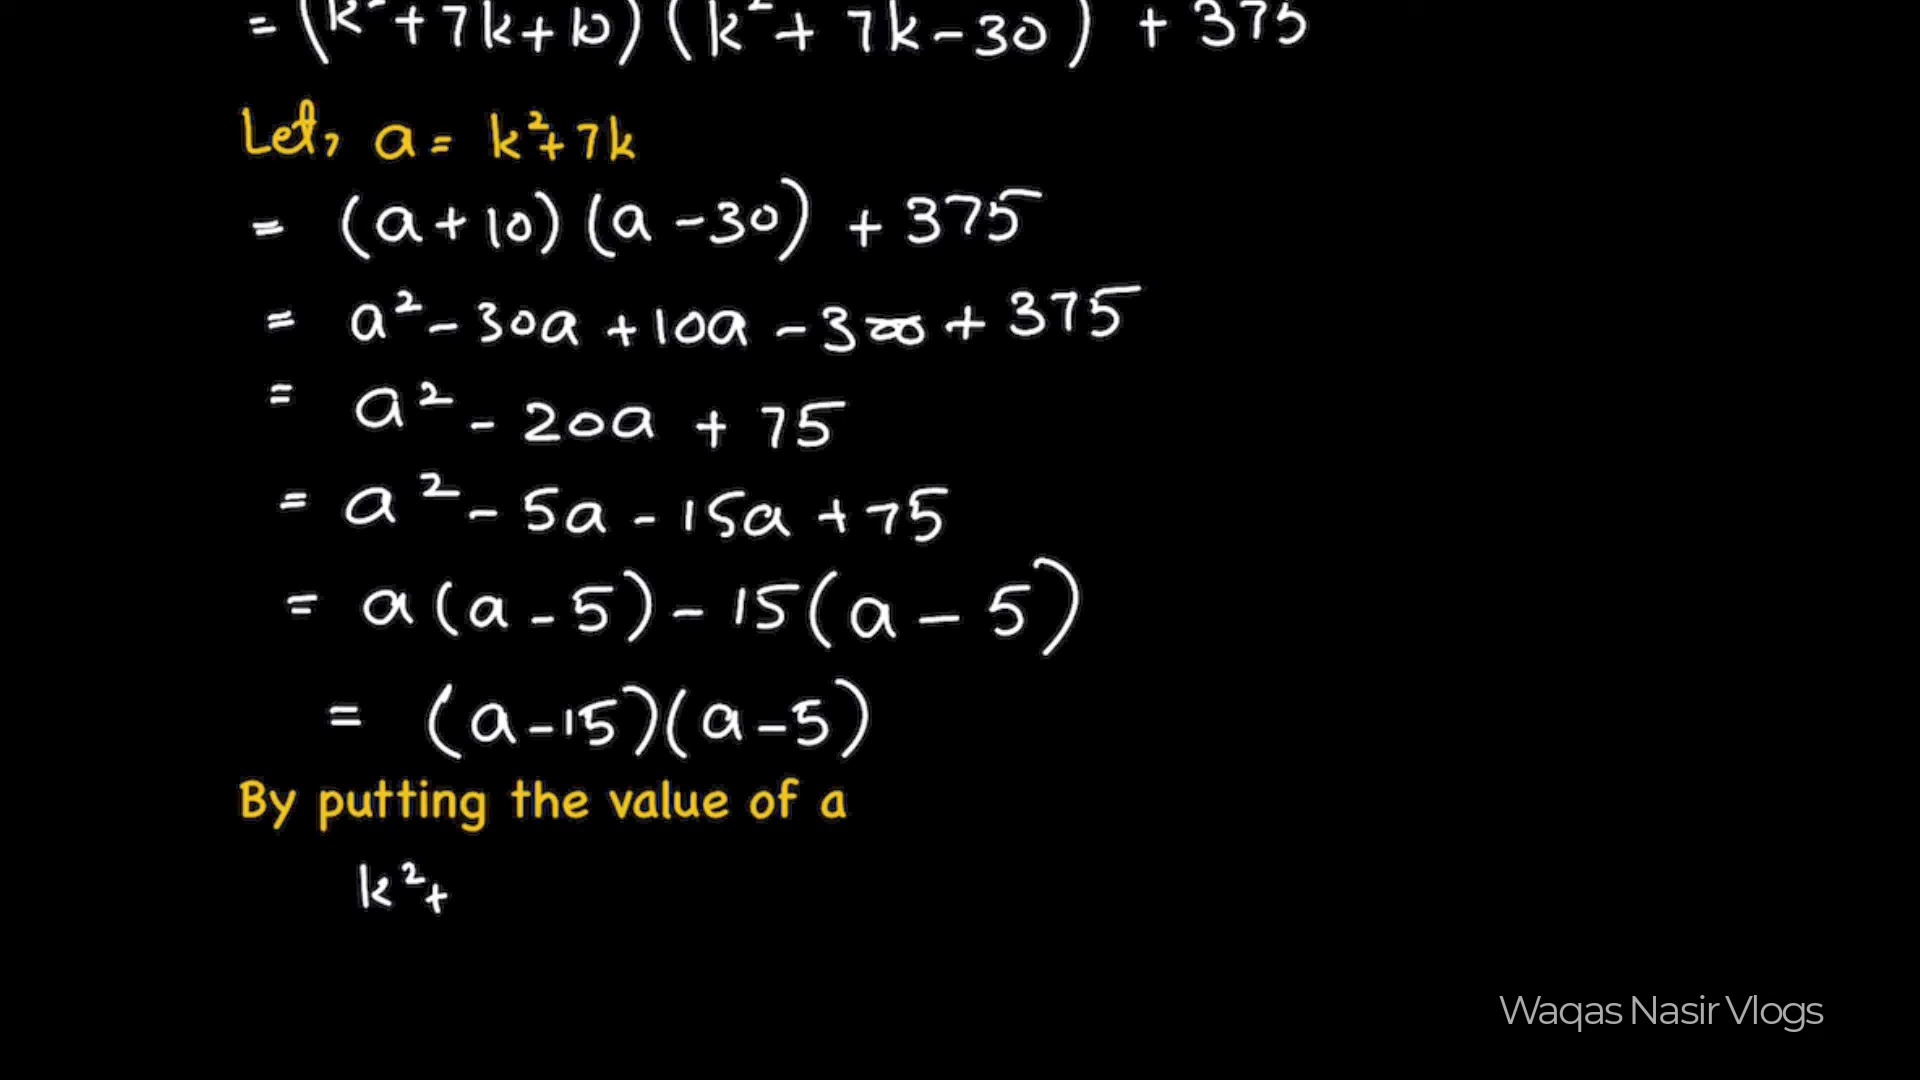 = (k²+7k+10)(k²+ 7k-30) + 375
Let, a = k²+7k
= (a+10)(a-30) + 375
= a²-30a+10a-300+375
= a²-20a+75
= a²-5a-15a+75
= a(a-5)-15(a-5)
= (a-15)(a-5)
By putting the value of a
k²+
Waqas Nasir Vlogs